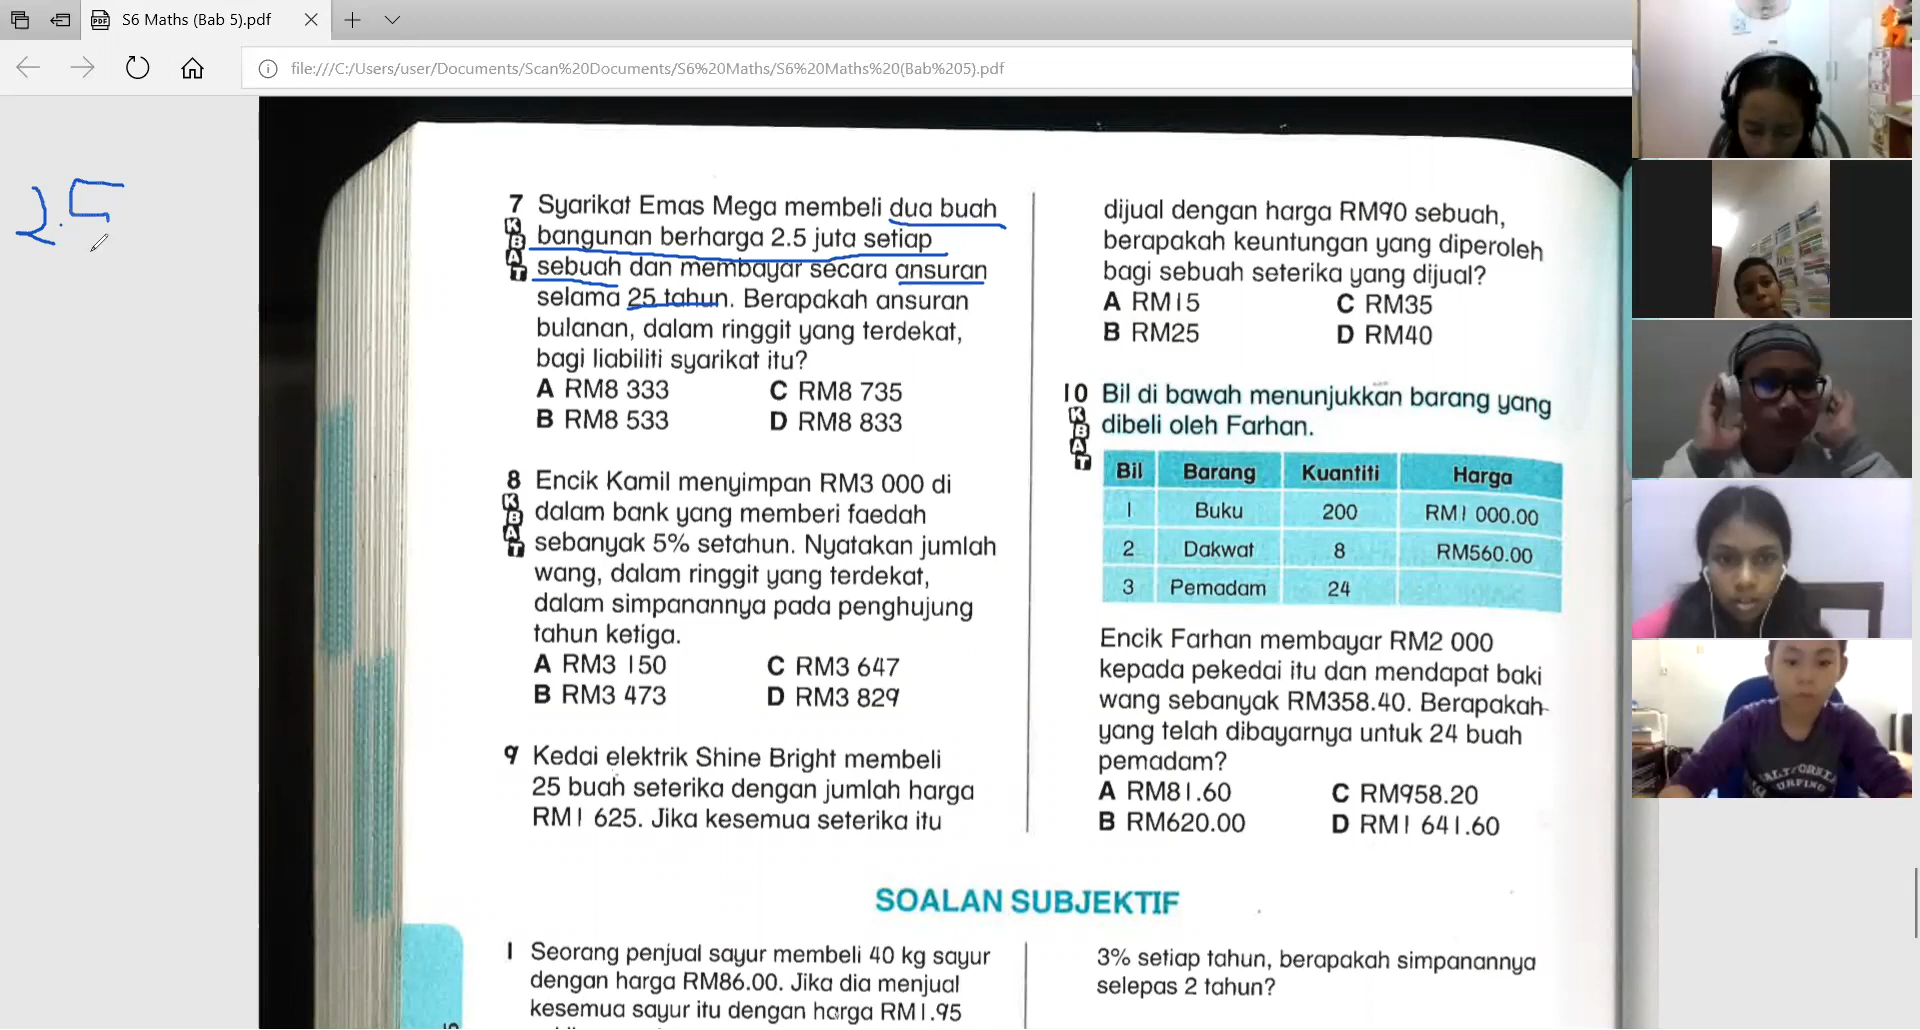 S6 Maths (Bab 5).pdf
file:///C:/Users/user/Documents/Scan%20Documents/S6%20Maths/S6%20Maths%20(Bab%205).pdf
2.5
7 Syarikat Emas Mega membeli dua buah
bangunan berharga 2.5 juta setiap
sebuah dan membayar secara ansuran
selama 25 tahun. Berapakah ansuran
bulanan, dalam ringgit yang terdekat,
bagi liabiliti syarikat itu?
KBAT
A RM8 333 C RM8 735
B RM8 533 D RM8 833
8 Encik Kamil menyimpan RM3 000 di
dalam bank yang memberi faedah
sebanyak 5% setahun. Nyatakan jumlah
wang, dalam ringgit yang terdekat,
dalam simpanannya pada penghujung
tahun ketiga.
KBAT
A RM3 150 C RM3 647
B RM3 473 D RM3 829
9 Kedai elektrik Shine Bright membeli
25 buah seterika dengan jumlah harga
RM1 625. Jika kesemua seterika itu
dijual dengan harga RM90 sebuah,
berapakah keuntungan yang diperoleh
bagi sebuah seterika yang dijual?
A RM15 C RM35
B RM25 D RM40
10 Bil di bawah menunjukkan barang yang
dibeli oleh Farhan.
KBAT
Bil Barang Kuantiti Harga
1 Buku 200 RM1 000.00
2 Dakwat 8 RM560.00
3 Pemadam 24
Encik Farhan membayar RM2 000
kepada pekedai itu dan mendapat baki
wang sebanyak RM358.40. Berapakah
yang telah dibayarnya untuk 24 buah
pemadam?
A RM81.60 C RM958.20
B RM620.00 D RM1 641.60
SOALAN SUBJEKTIF
1 Seorang penjual sayur membeli 40 kg sayur
dengan harga RM86.00. Jika dia menjual
kesemua sayur itu dengan harga RM1.95
3% setiap tahun, berapakah simpanannya
selepas 2 tahun?